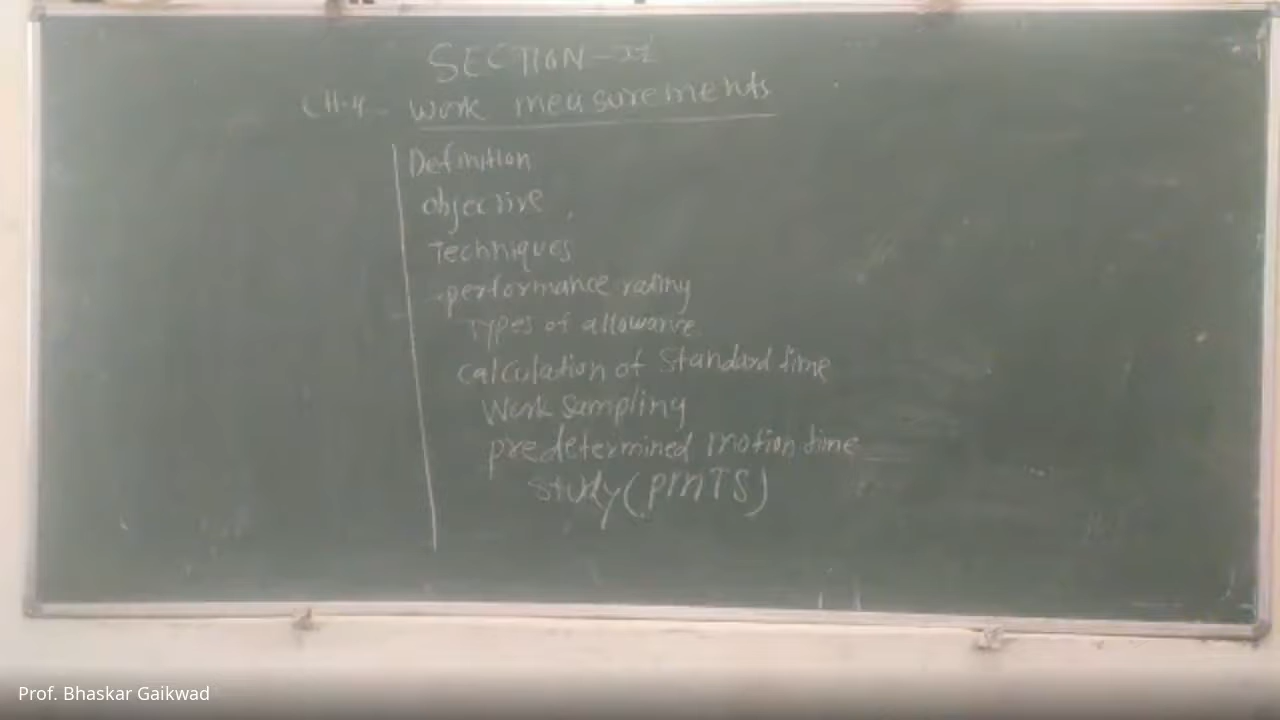 SECTION-II
CH.4- Work measurements
Definition
objective,
Techniques
-performance rating
Types of allowance
calculation of Standard time
Work Sampling
predetermined motion time
study (PMTS)
Prof. Bhaskar Gaikwad